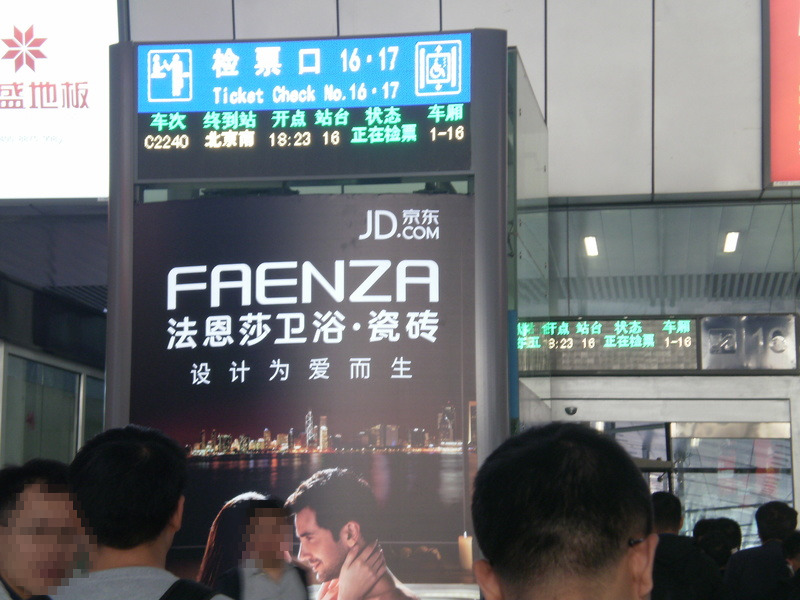 盛地板
检票口 16·17
Ticket Check No.16·17
车次 终到站 开点 站台 状态 车厢
C2240 北京南 18:23 16 正在检票 1-16
JD京东
.COM
FAENZA
法恩莎卫浴·瓷砖
设计为爱而生
开点 站台 状态 车厢
8:23 16 正在检票 1-16
16